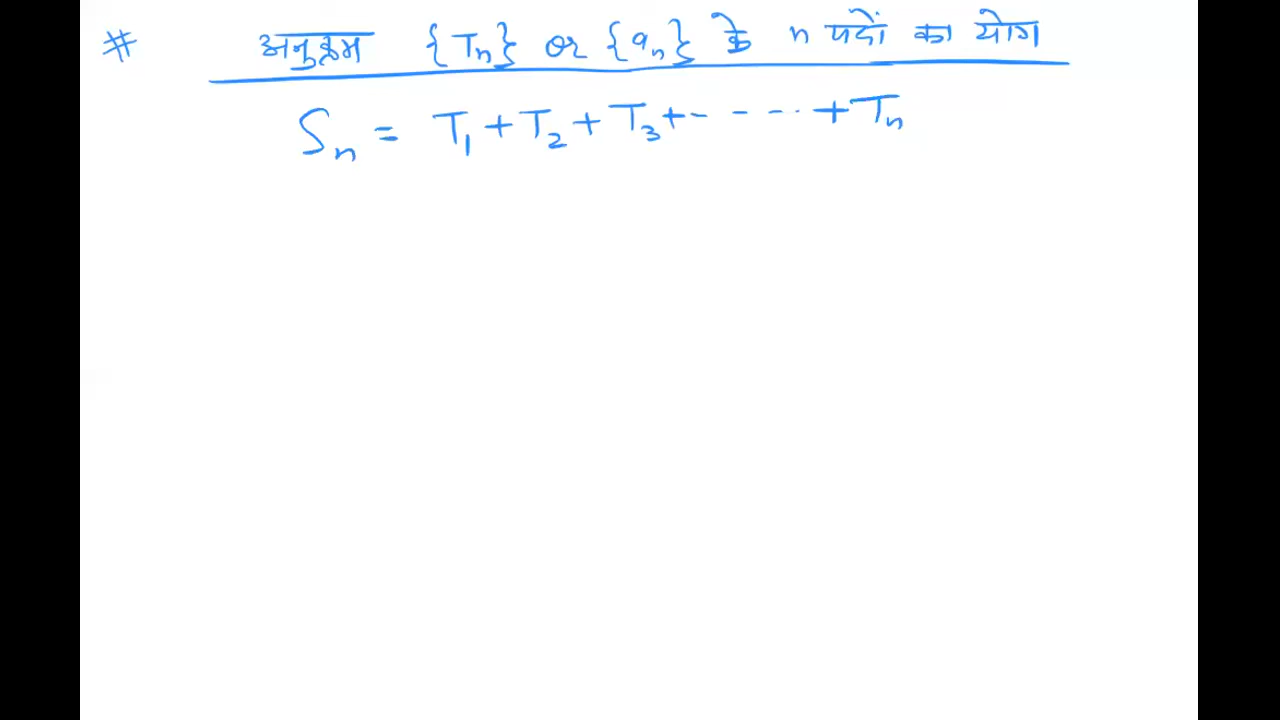 # अनुक्रम {Tn} or {an} के n पदों का योग
Sn = T1 + T2 + T3 + - - - .. + Tn